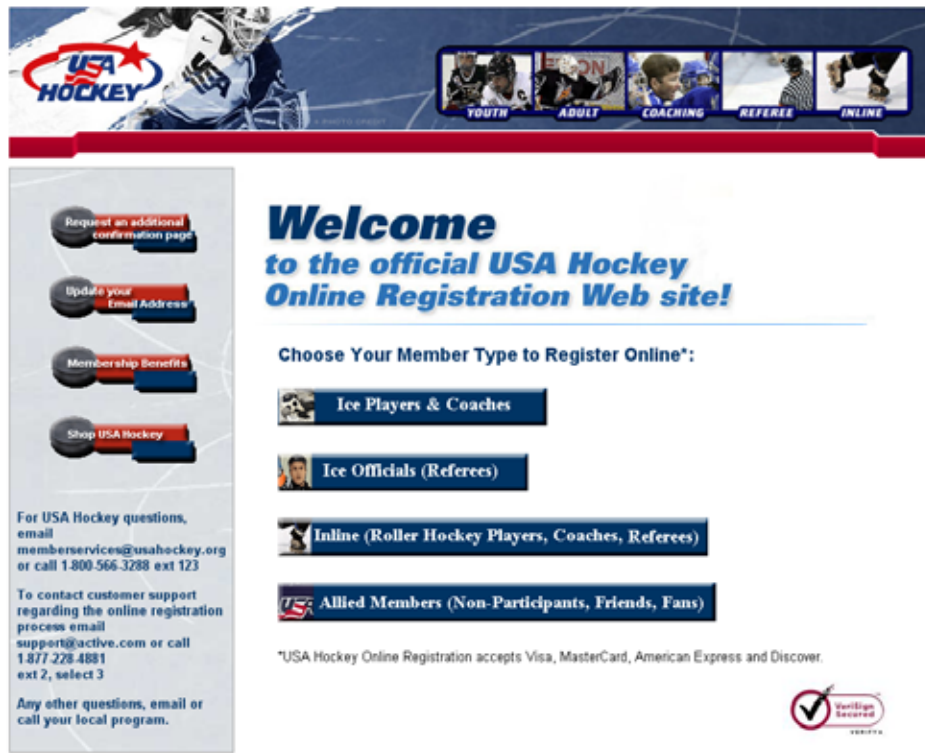 USA
HOCKEY
YOUTH
ADULT
COACHING
REFEREE
INLINE
A PHOTO CREDIT
Request an additional
confirmation page
Update your
Email Address
Membership Benefits
Shop USA Hockey
For USA Hockey questions,
email
memberservices@usahockey.org
or call 1-800-566-3288 ext 123
To contact customer support
regarding the online registration
process email
support@active.com or call
1-877-228-4881
ext 2, select 3
Any other questions, email or
call your local program.
Welcome
to the official USA Hockey
Online Registration Web site!
Choose Your Member Type to Register Online*:
Ice Players & Coaches
Ice Officials (Referees)
Inline (Roller Hockey Players, Coaches, Referees)
USA
Allied Members (Non-Participants, Friends, Fans)
*USA Hockey Online Registration accepts Visa, MasterCard, American Express and Discover.
VeriSign
Secured
VERIFY